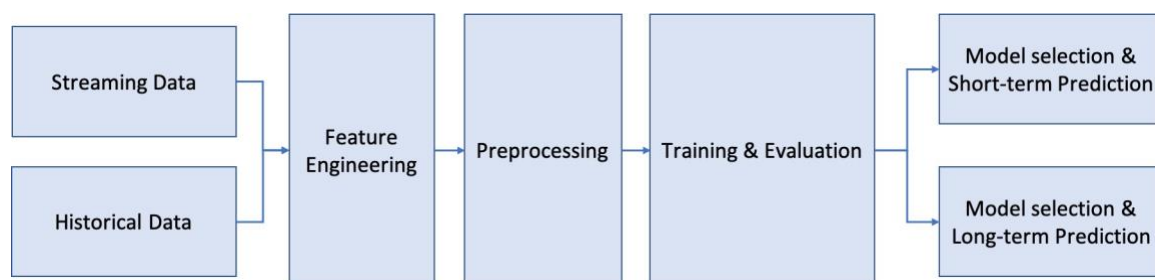 Streaming Data
Historical Data
Feature
Engineering
Preprocessing
Training & Evaluation
Model selection &
Short-term Prediction
Model selection &
Long-term Prediction